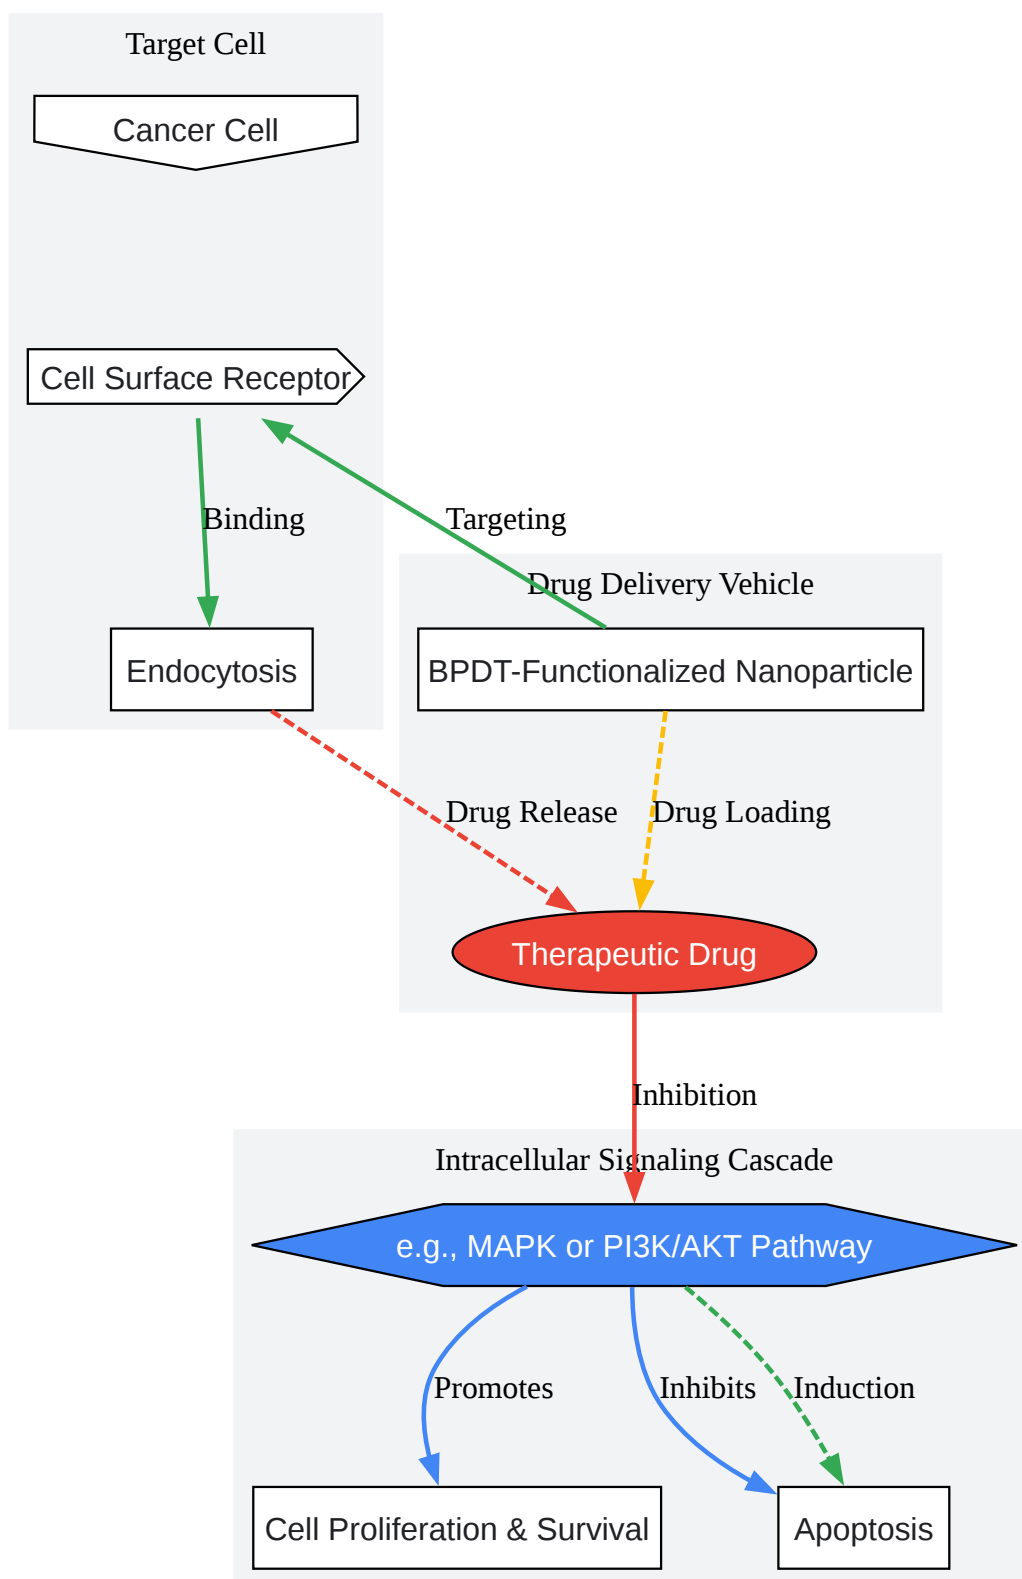 Target Cell
Cancer Cell
Cell Surface Receptor
Binding
Targeting
Drug Delivery Vehicle
Endocytosis
BPDT-Functionalized Nanoparticle
Drug Release
Drug Loading
Therapeutic Drug
Inhibition
Intracellular Signaling Cascade
e.g., MAPK or PI3K/AKT Pathway
Promotes
Inhibits
Induction
Cell Proliferation & Survival
Apoptosis